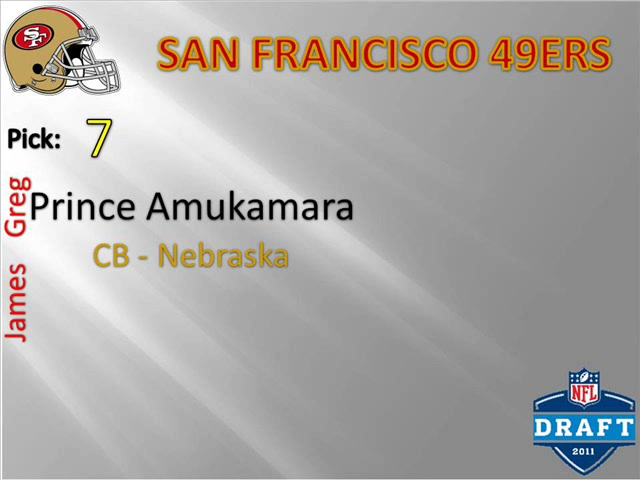 SF
SAN FRANCISCO 49ERS
Pick: 7
James Greg
Prince Amukamara
CB - Nebraska
NFL
DRAFT
2011